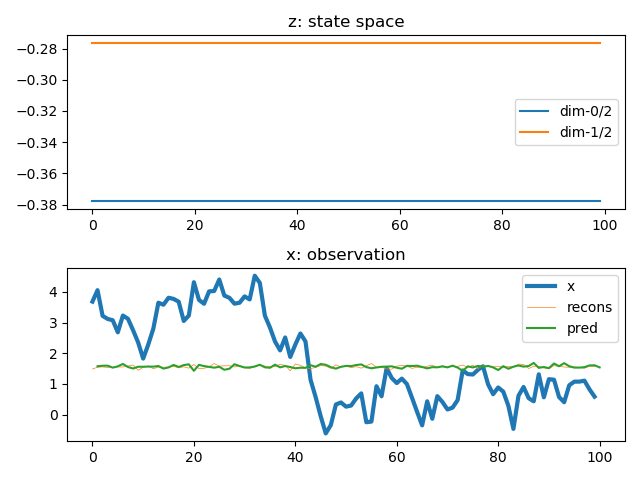 z: state space
−0.28
−0.30
−0.32
−0.34
−0.36
−0.38
dim-0/2
dim-1/2
0 20 40 60 80 100
x: observation
4
3
2
1
0
x
recons
pred
0 20 40 60 80 100